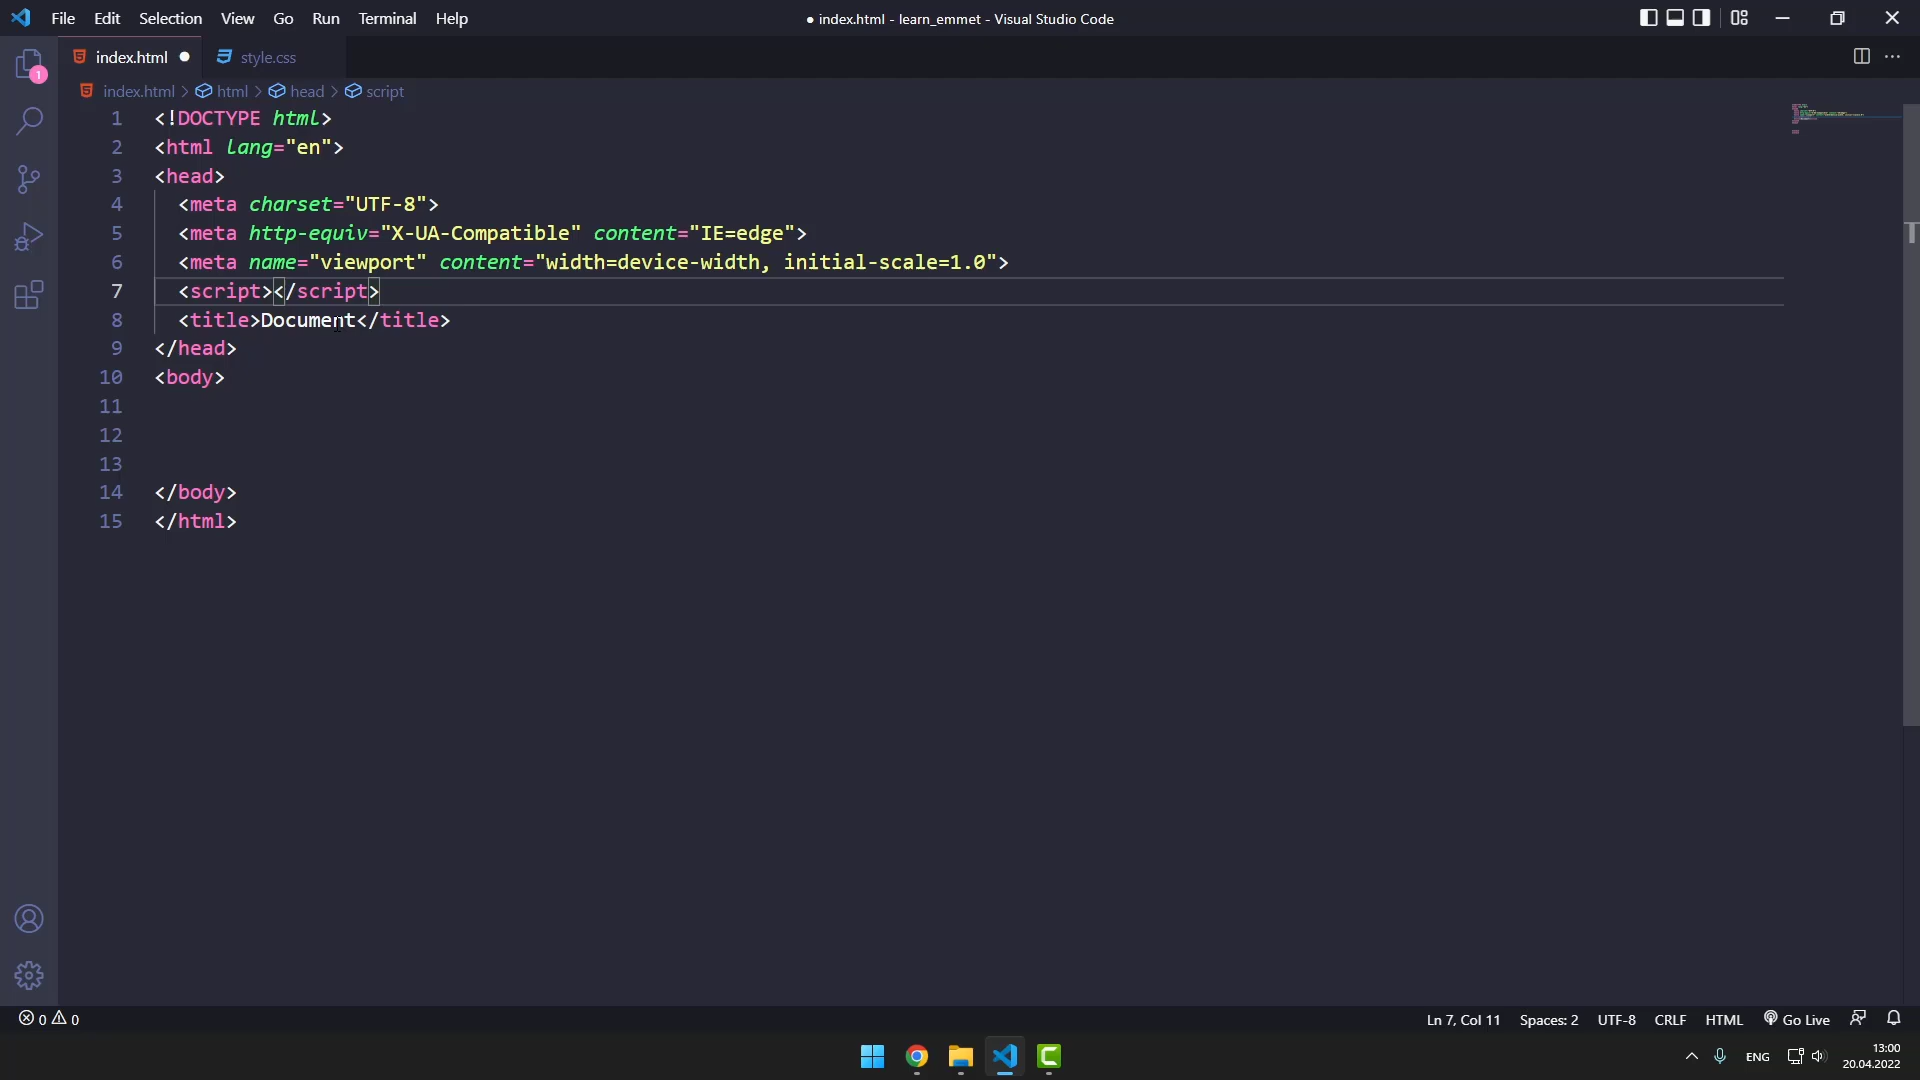 File Edit Selection View Go Run Terminal Help
● index.html - learn_emmet - Visual Studio Code
index.html ●
style.css
1
index.html > html > head > script
1 <!DOCTYPE html>
2 <html lang="en">
3 <head>
4 <meta charset="UTF-8">
5 <meta http-equiv="X-UA-Compatible" content="IE=edge">
6 <meta name="viewport" content="width=device-width, initial-scale=1.0">
7 <script></script>
8 <title>Document</title>
9 </head>
10 <body>
11
12
13
14 </body>
15 </html>
0 0
Ln 7, Col 11 Spaces: 2 UTF-8 CRLF HTML Go Live
ENG
13:00
20.04.2022